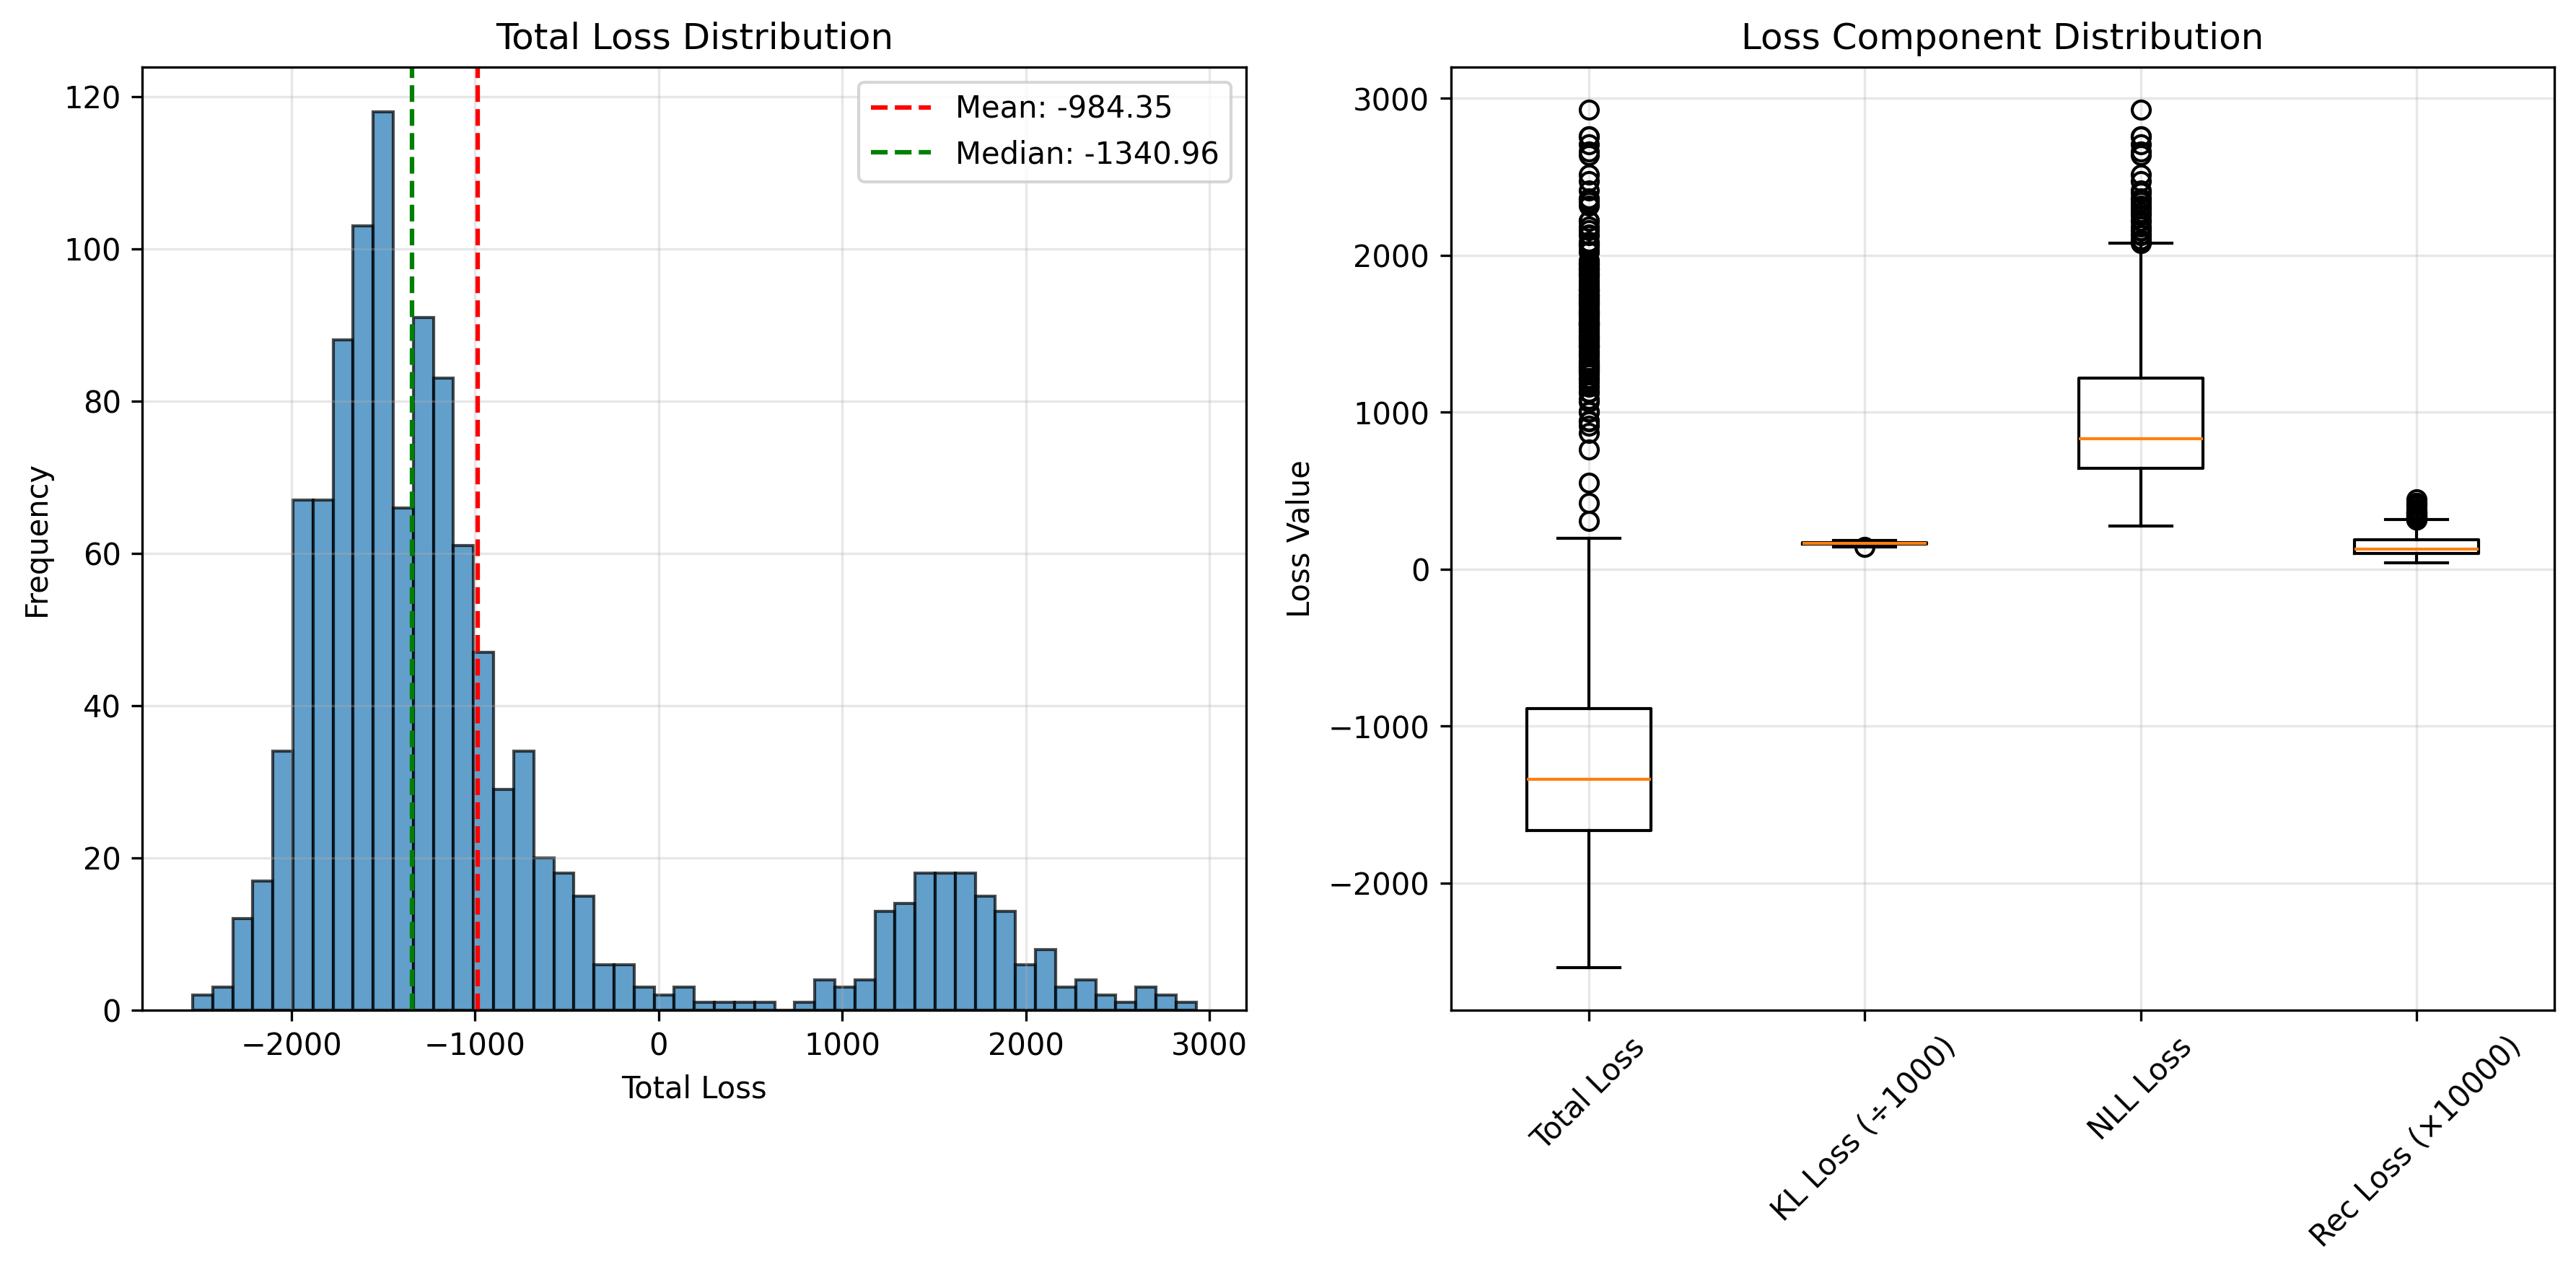 Total Loss Distribution
120
100
80
60
40
20
0
Frequency
−2000
−1000
0
1000
2000
3000
Total Loss
Mean: -984.35
Median: -1340.96
Loss Component Distribution
3000
2000
1000
0
−1000
−2000
Loss Value
Total Loss
KL Loss (÷1000)
NLL Loss
Rec Loss (×10000)